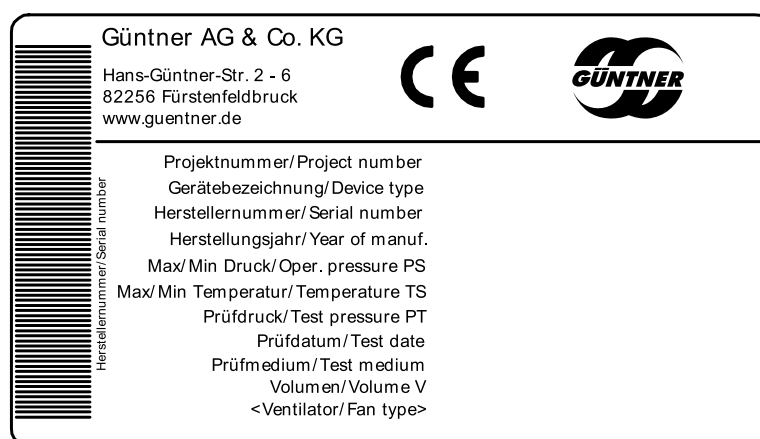 Güntner AG & Co. KG
Hans-Güntner-Str. 2 - 6
82256 Fürstenfeldbruck
www.guentner.de
CE
GÜNTNER
Herstellernummer/Serial number
Projektnummer/Project number
Gerätebezeichnung/Device type
Herstellernummer/Serial number
Herstellungsjahr/Year of manuf.
Max/Min Druck/Oper. pressure PS
Max/Min Temperatur/Temperature TS
Prüfdruck/Test pressure PT
Prüfdatum/Test date
Prüfmedium/Test medium
Volumen/Volume V
<Ventilator/Fan type>